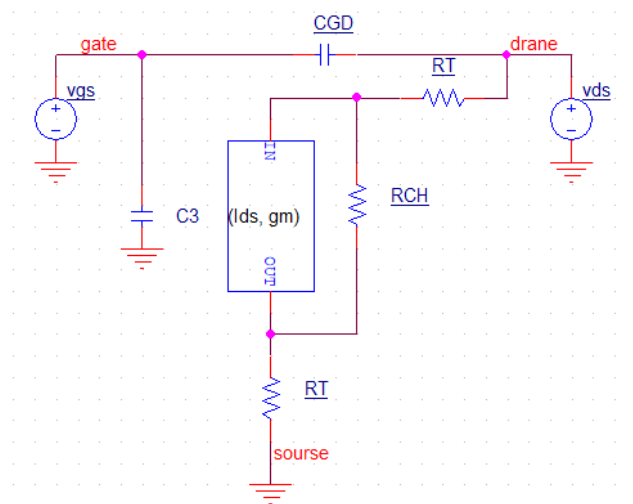 CGD
gate
drane
RT
vgs
vds
IN
RCH
C3
(Ids, gm)
OUT
RT
sourse